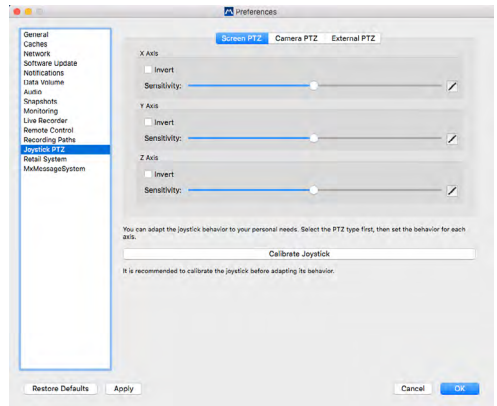 Preferences
General
Caches
Network
Software Update
Notifications
Data Volume
Audio
Snapshots
Monitoring
Live Recorder
Remote Control
Recording Paths
Joystick PTZ
Retail System
MxMessageSystem
Screen PTZ Camera PTZ External PTZ
X Axis
Invert
Sensitivity:
Y Axis
Invert
Sensitivity:
Z Axis
Invert
Sensitivity:
You can adapt the joystick behavior to your personal needs. Select the PTZ type first, then set the behavior for each
axis.
Calibrate Joystick
It is recommended to calibrate the joystick before adapting its behavior.
Restore Defaults Apply Cancel OK